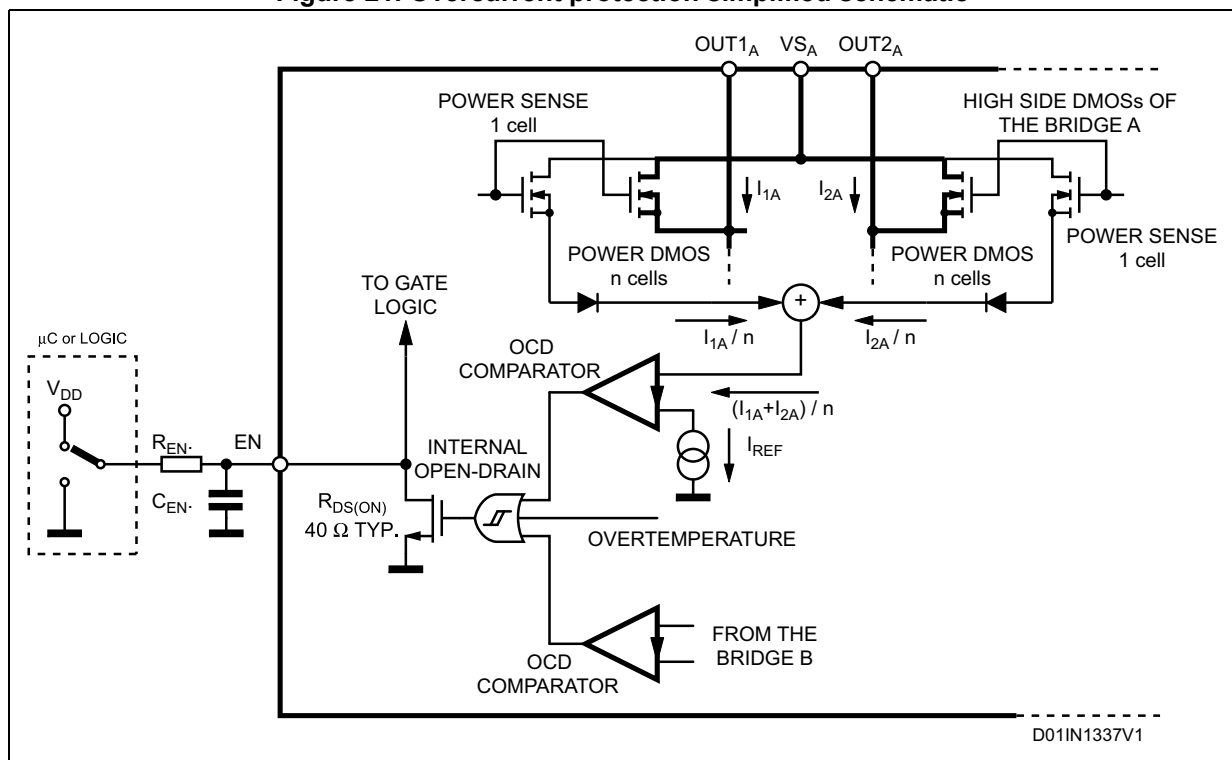 Figure 21. Overcurrent protection simplified schematic
OUT1A VSA OUT2A
POWER SENSE
1 cell
HIGH SIDE DMOSs OF
THE BRIDGE A
I1A
I2A
POWER DMOS
n cells
POWER DMOS
n cells
POWER SENSE
1 cell
TO GATE
LOGIC
+
I1A / n
I2A / n
μC or LOGIC
OCD
COMPARATOR
VDD
(I1A+I2A) / n
REN.
EN
INTERNAL
OPEN-DRAIN
IREF
CEN.
RDS(ON)
40 Ω TYP.
OVERTEMPERATURE
OCD
COMPARATOR
FROM THE
BRIDGE B
D01IN1337V1